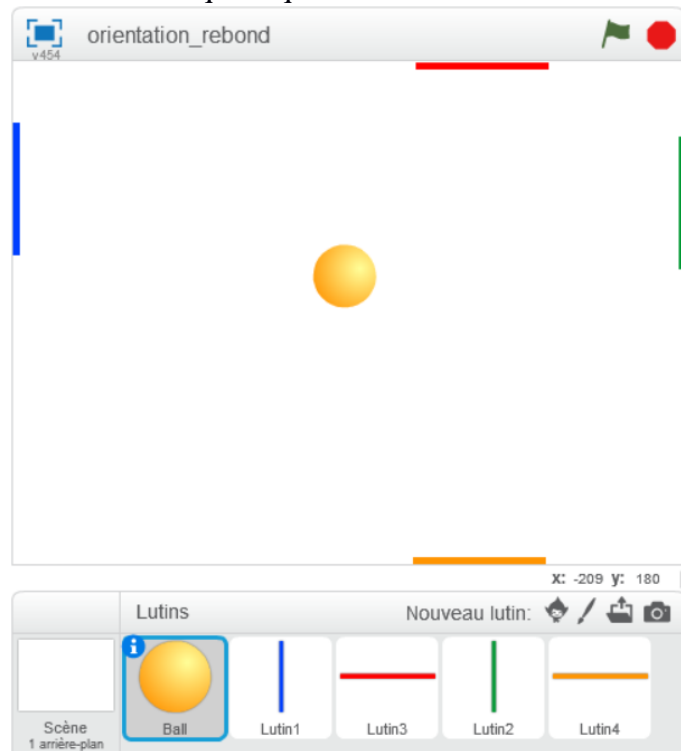 orientation_rebond
v454
x: -209 y: 180
Lutins
Nouveau lutin:
Scène
1 arrière-plan
Ball
Lutin1
Lutin3
Lutin2
Lutin4